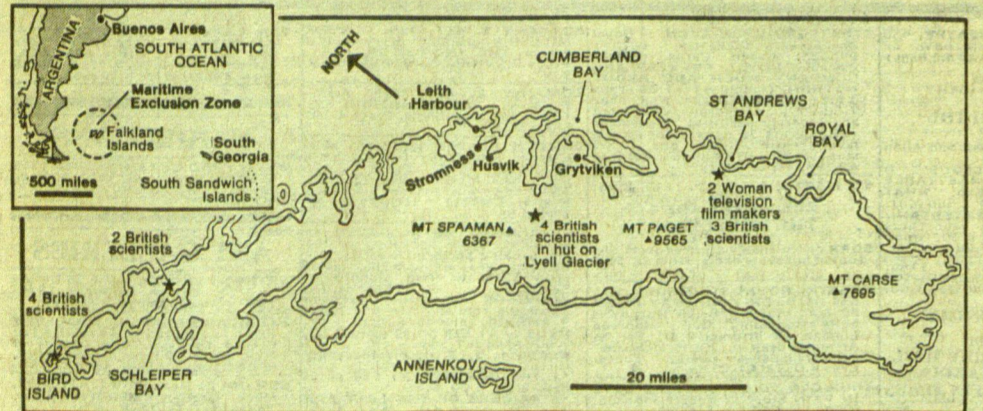 ARGENTINA
Buenos Aires
SOUTH ATLANTIC
OCEAN
Maritime
Exclusion Zone
Falkland
Islands
South
Georgia
500 miles
South Sandwich
Islands
NORTH
CUMBERLAND
BAY
Leith
Harbour
ST ANDREWS
BAY
ROYAL
BAY
Stromness
Husvik
Grytviken
2 Woman
television
film makers
3 British
scientists
MT SPAAMAN
6367
4 British
scientists
in hut on
Lyell Glacier
MT PAGET
9565
2 British
scientists
MT CARSE
7695
4 British
scientists
BIRD
ISLAND
SCHLEIPER
BAY
ANNENKOV
ISLAND
20 miles